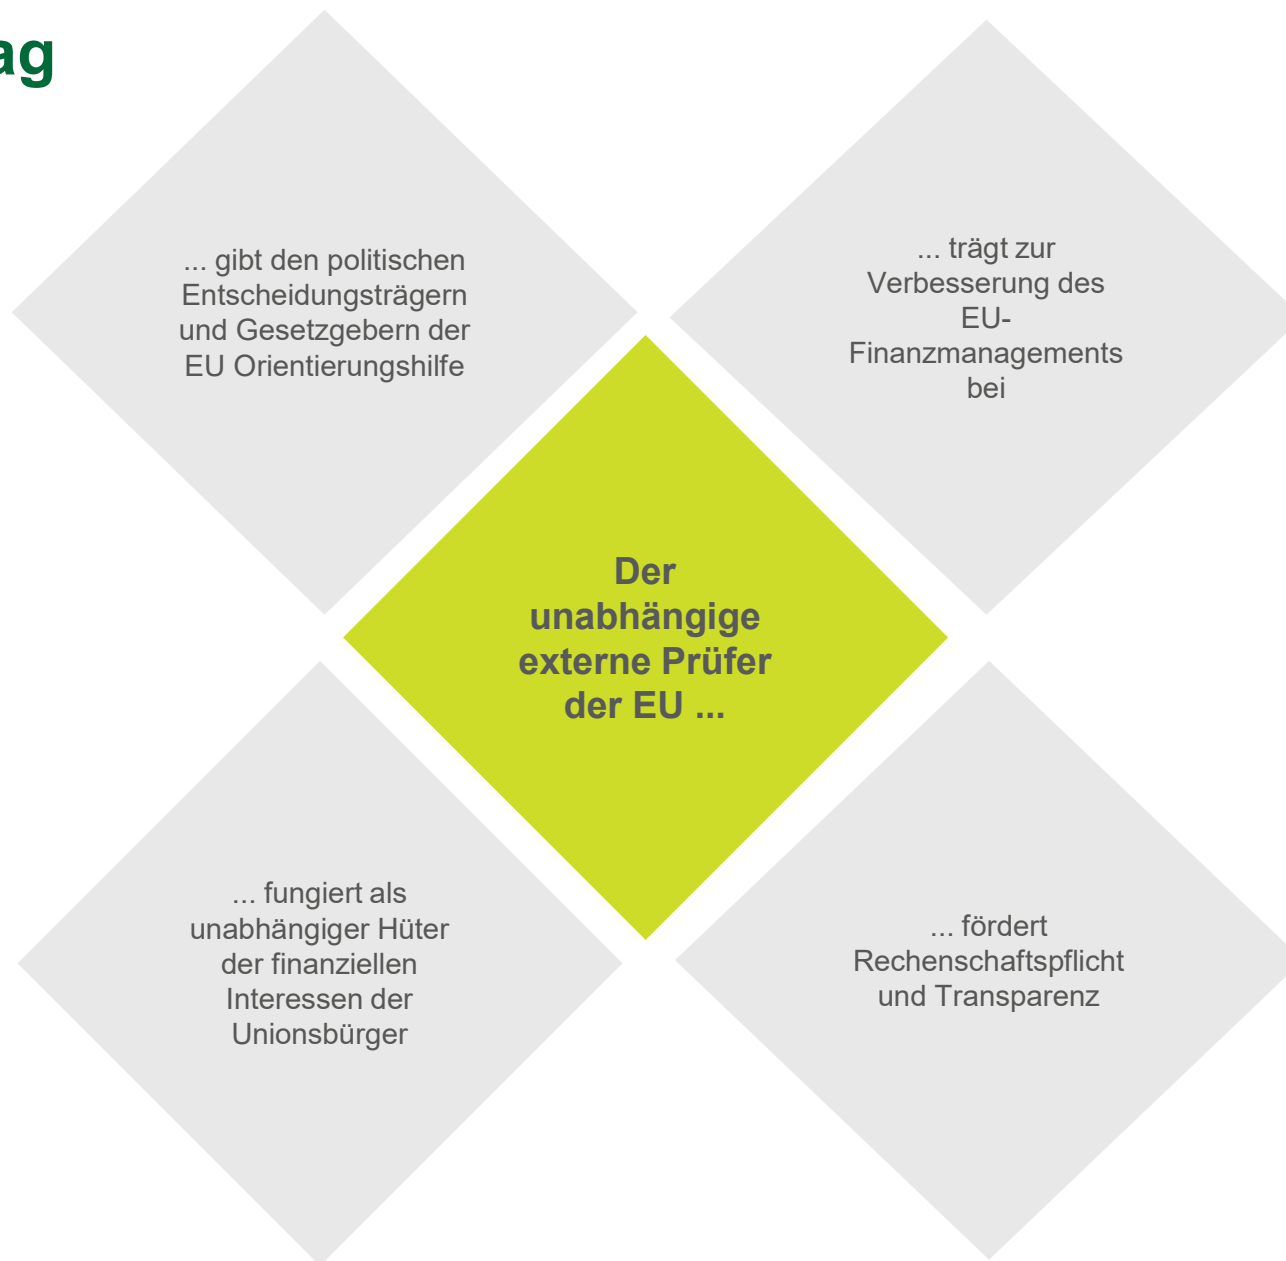 ag
... gibt den politischen
Entscheidungsträgern
und Gesetzgebern der
EU Orientierungshilfe
... trägt zur
Verbesserung des
EU-
Finanzmanagements
bei
Der
unabhängige
externe Prüfer
der EU ...
... fungiert als
unabhängiger Hüter
der finanziellen
Interessen der
Unionsbürger
... fördert
Rechenschaftspflicht
und Transparenz